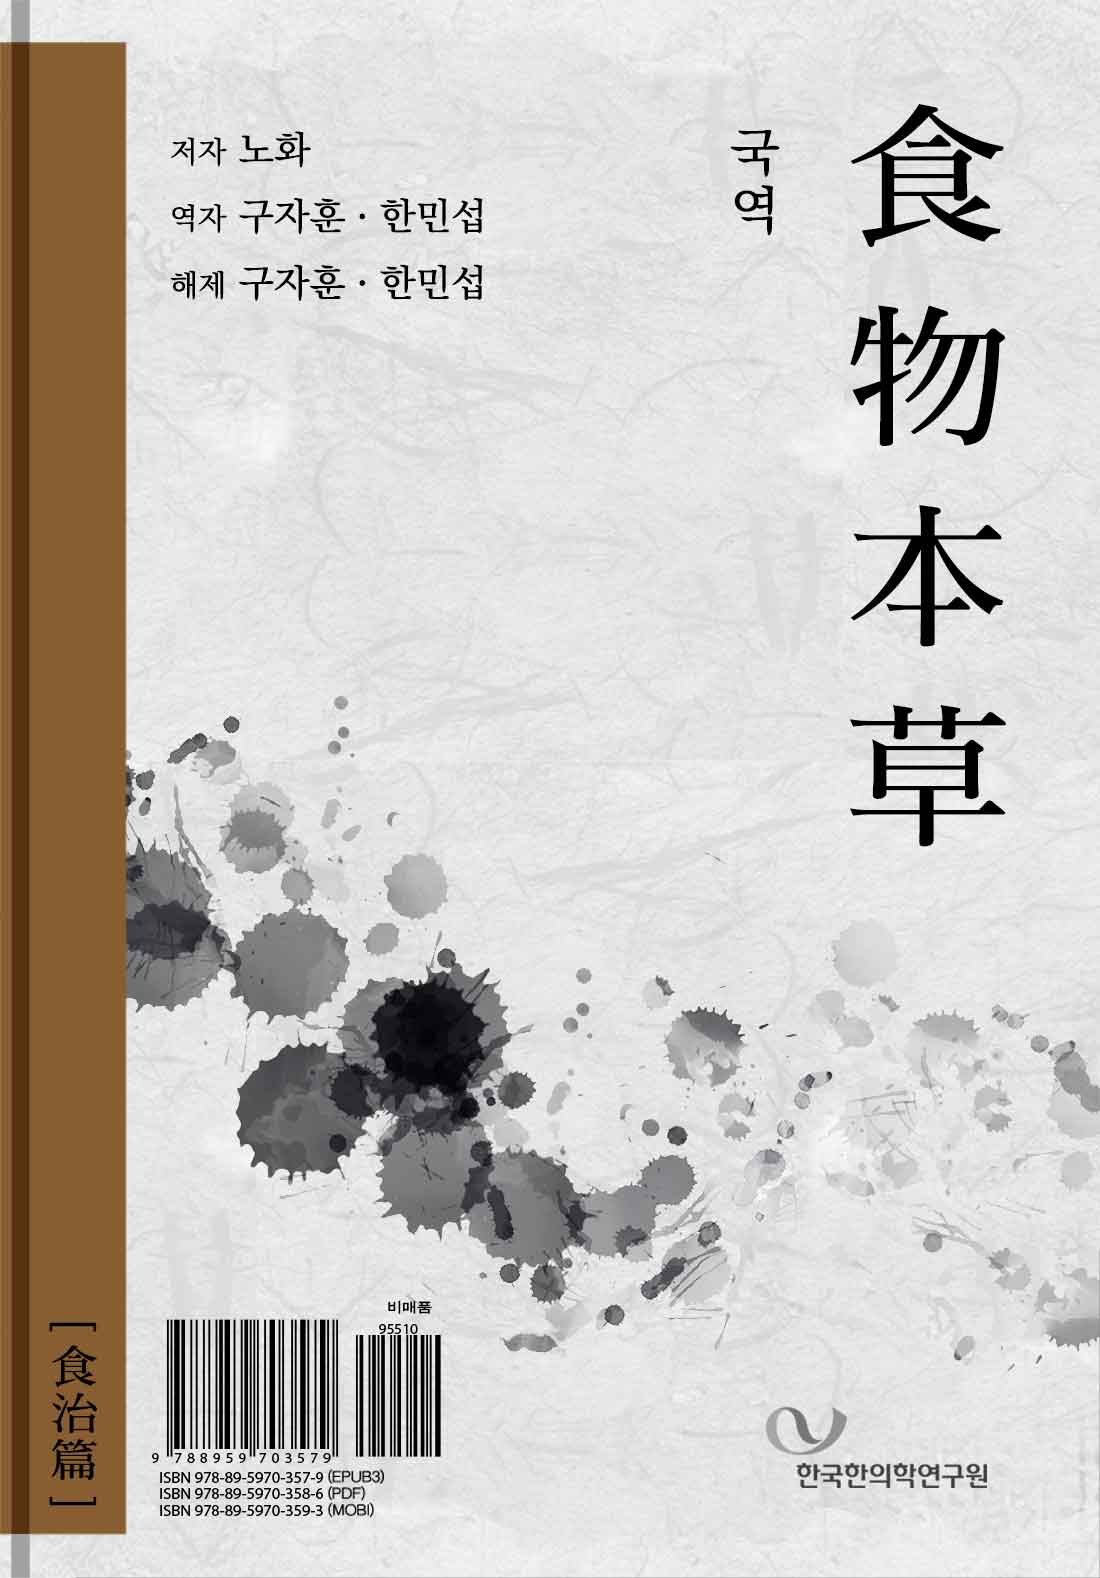 食物本草
국역
저자 노화
역자 구자훈 · 한민섭
해제 구자훈 · 한민섭
[食治篇]
비매품
95510
9 788959 703579
ISBN 978-89-5970-357-9 (EPUB3)
ISBN 978-89-5970-358-6 (PDF)
ISBN 978-89-5970-359-3 (MOBI)
한국한의학연구원